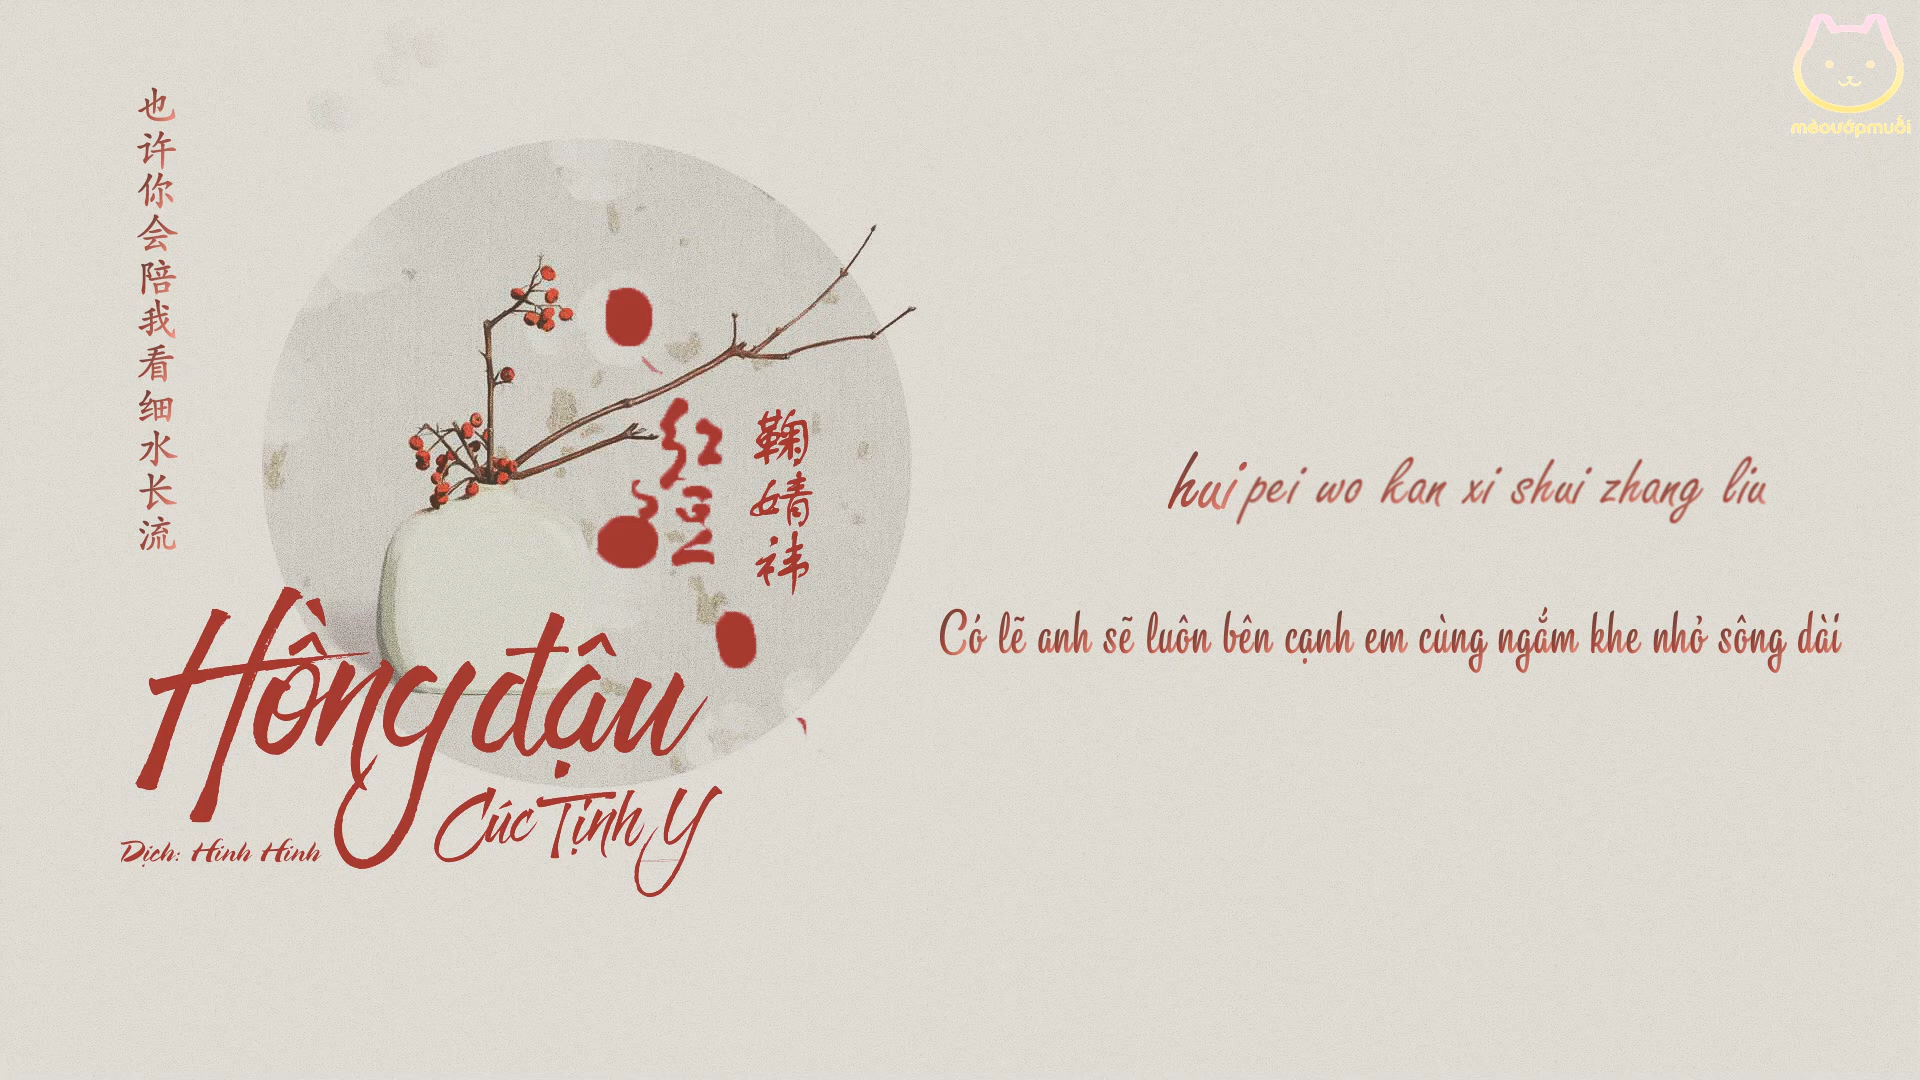 也许你会陪我看细水长流
红豆
鞠婧祎
Hồng đậu
Cúc Tịnh Y
Dịch: Hinh Hinh
hui pei wo kan xi shui zhang liu
Có lẽ anh sẽ luôn bên cạnh em cùng ngắm khe nhỏ sông dài
mèoướpmuối